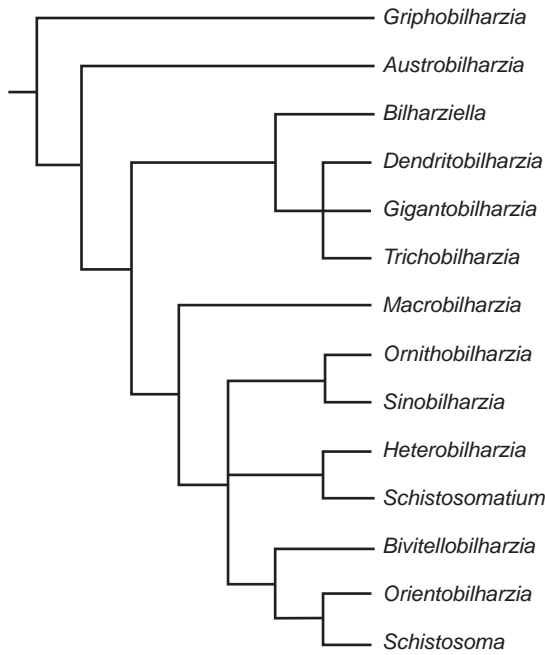 Griphobilharzia
Austrobilharzia
Bilharziella
Dendritobilharzia
Gigantobilharzia
Trichobilharzia
Macrobilharzia
Ornithobilharzia
Sinobilharzia
Heterobilharzia
Schistosomatium
Bivitellobilharzia
Orientobilharzia
Schistosoma